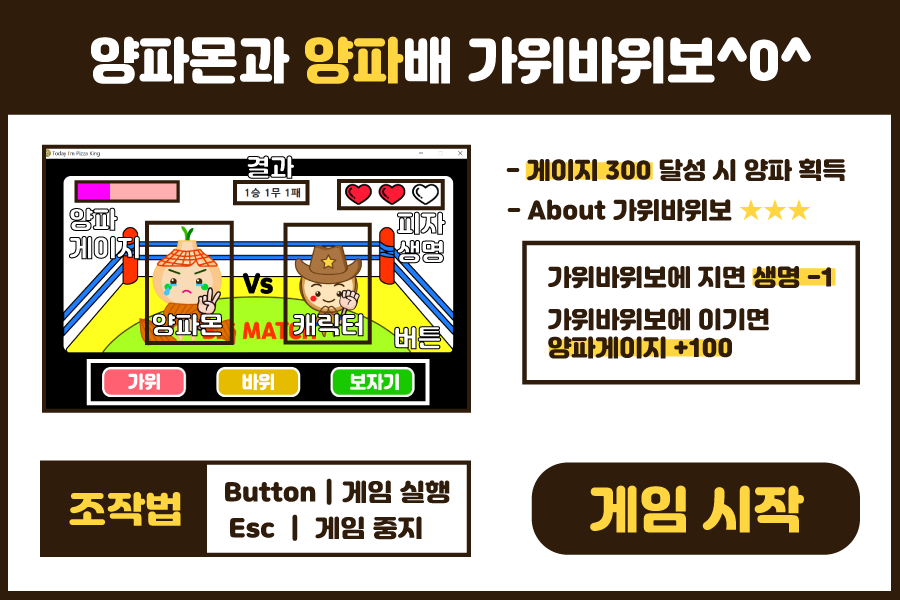 양파몬과 양파배 가위바위보^0^
Today I'm Pizza King
결과
1승 1무 1패
양파
게이지
피자
생명
Vs
양파몬
캐릭터
BIG MATCH
버튼
가위
바위
보자기
- 게이지 300 달성 시 양파 획득
- About 가위바위보 ★★★
가위바위보에 지면 생명 -1
가위바위보에 이기면
양파게이지 +100
조작법
Button | 게임 실행
Esc | 게임 중지
게임 시작